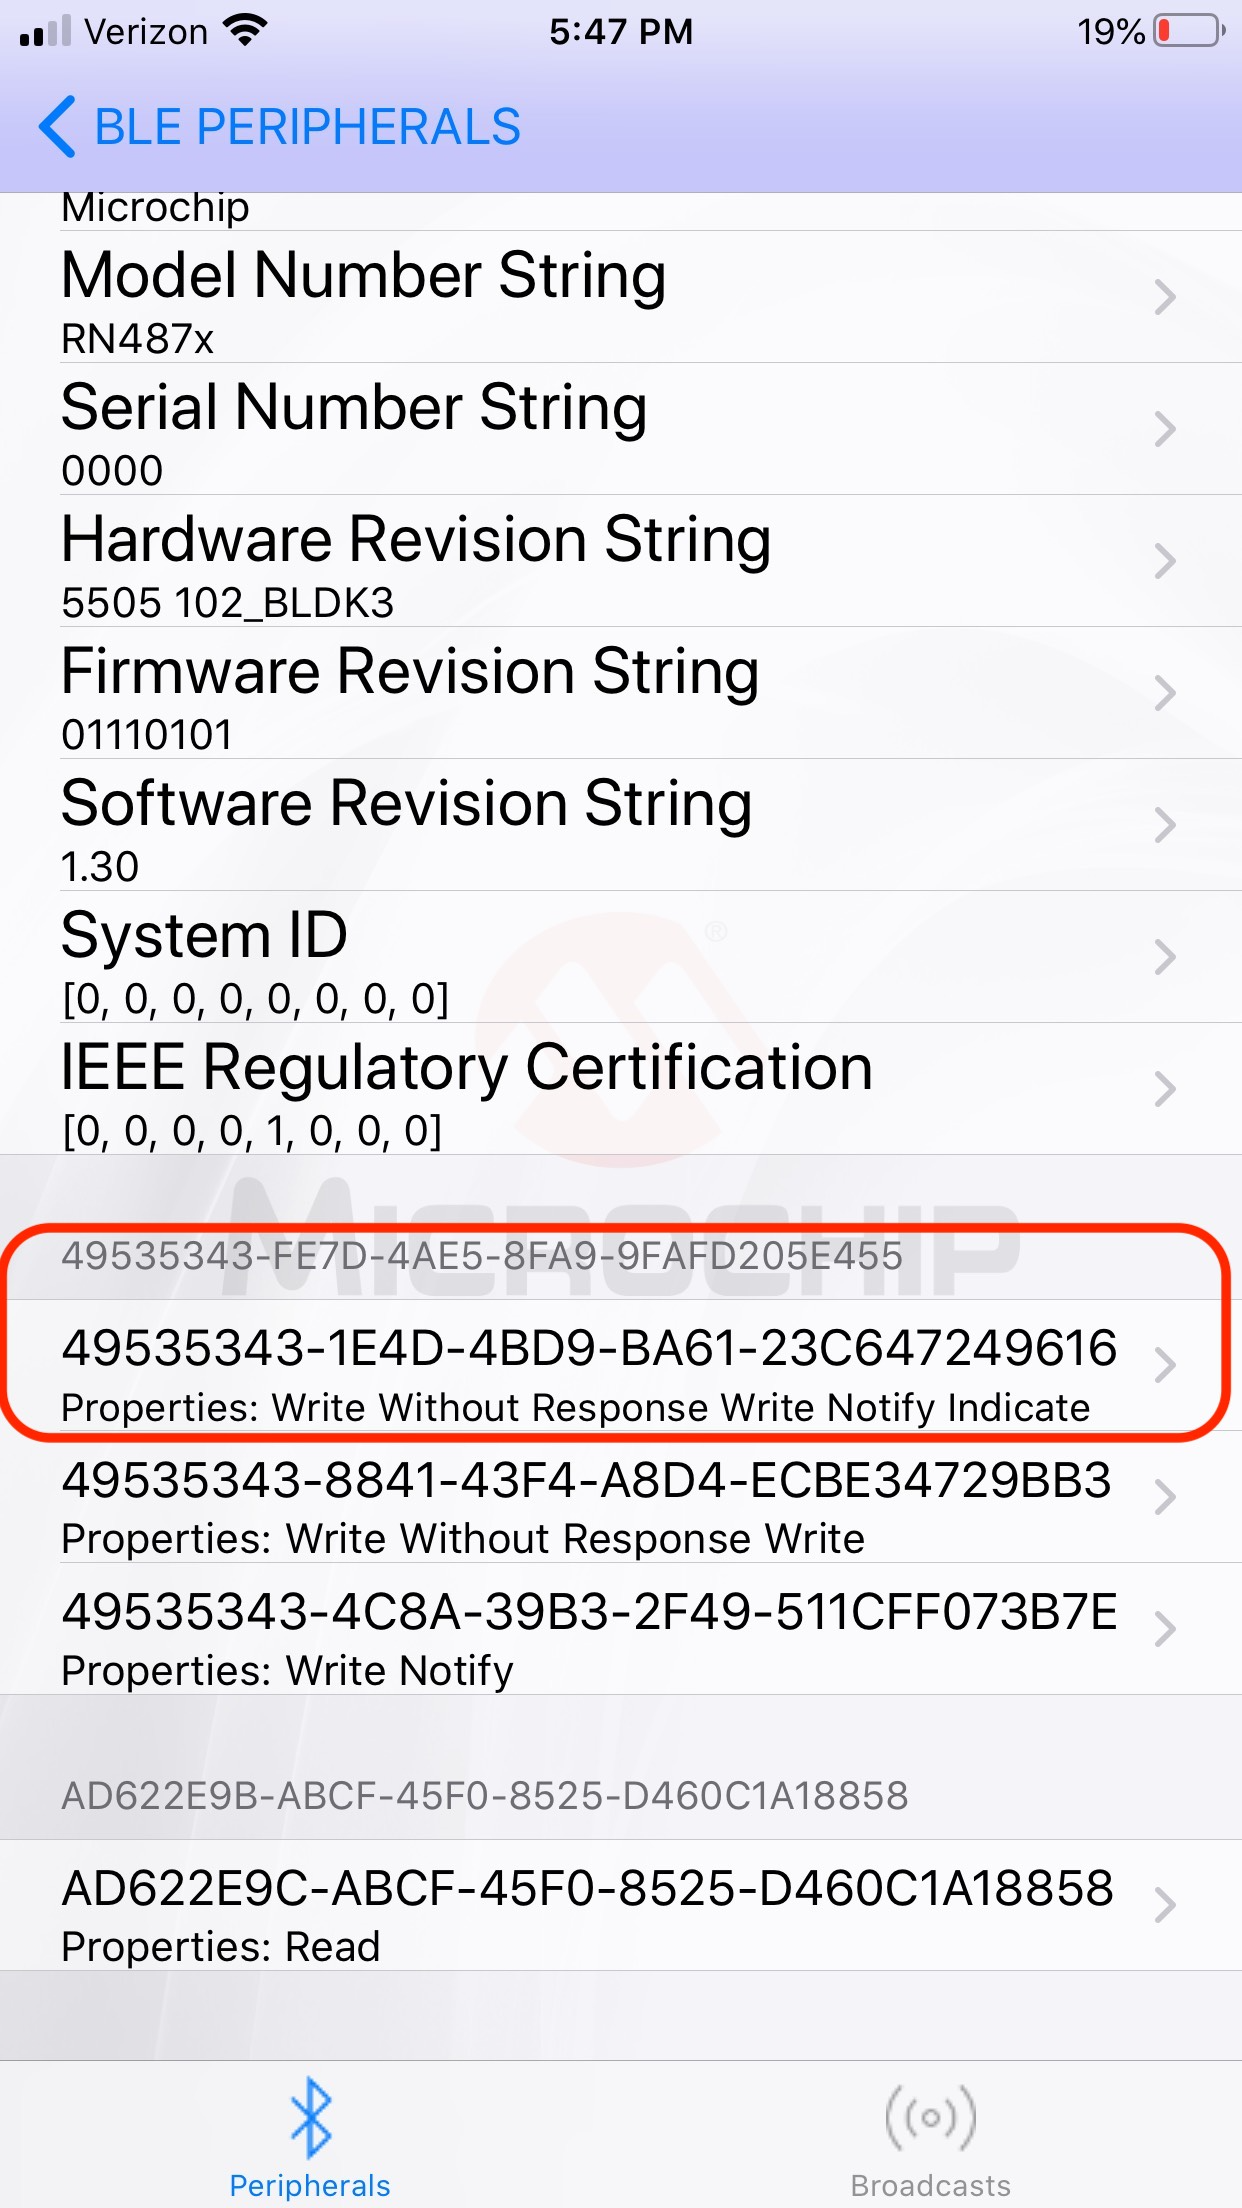 Verizon 5:47 PM 19%
BLE PERIPHERALS
Microchip
Model Number String
RN487x
Serial Number String
0000
Hardware Revision String
5505 102_BLDK3
Firmware Revision String
01110101
Software Revision String
1.30
System ID
[0, 0, 0, 0, 0, 0, 0, 0]
®
IEEE Regulatory Certification
[0, 0, 0, 0, 1, 0, 0, 0]
MICROCHIP
49535343-FE7D-4AE5-8FA9-9FAFD205E455
49535343-1E4D-4BD9-BA61-23C647249616
Properties: Write Without Response Write Notify Indicate
49535343-8841-43F4-A8D4-ECBE34729BB3
Properties: Write Without Response Write
49535343-4C8A-39B3-2F49-511CFF073B7E
Properties: Write Notify
AD622E9B-ABCF-45F0-8525-D460C1A18858
AD622E9C-ABCF-45F0-8525-D460C1A18858
Properties: Read
Peripherals Broadcasts